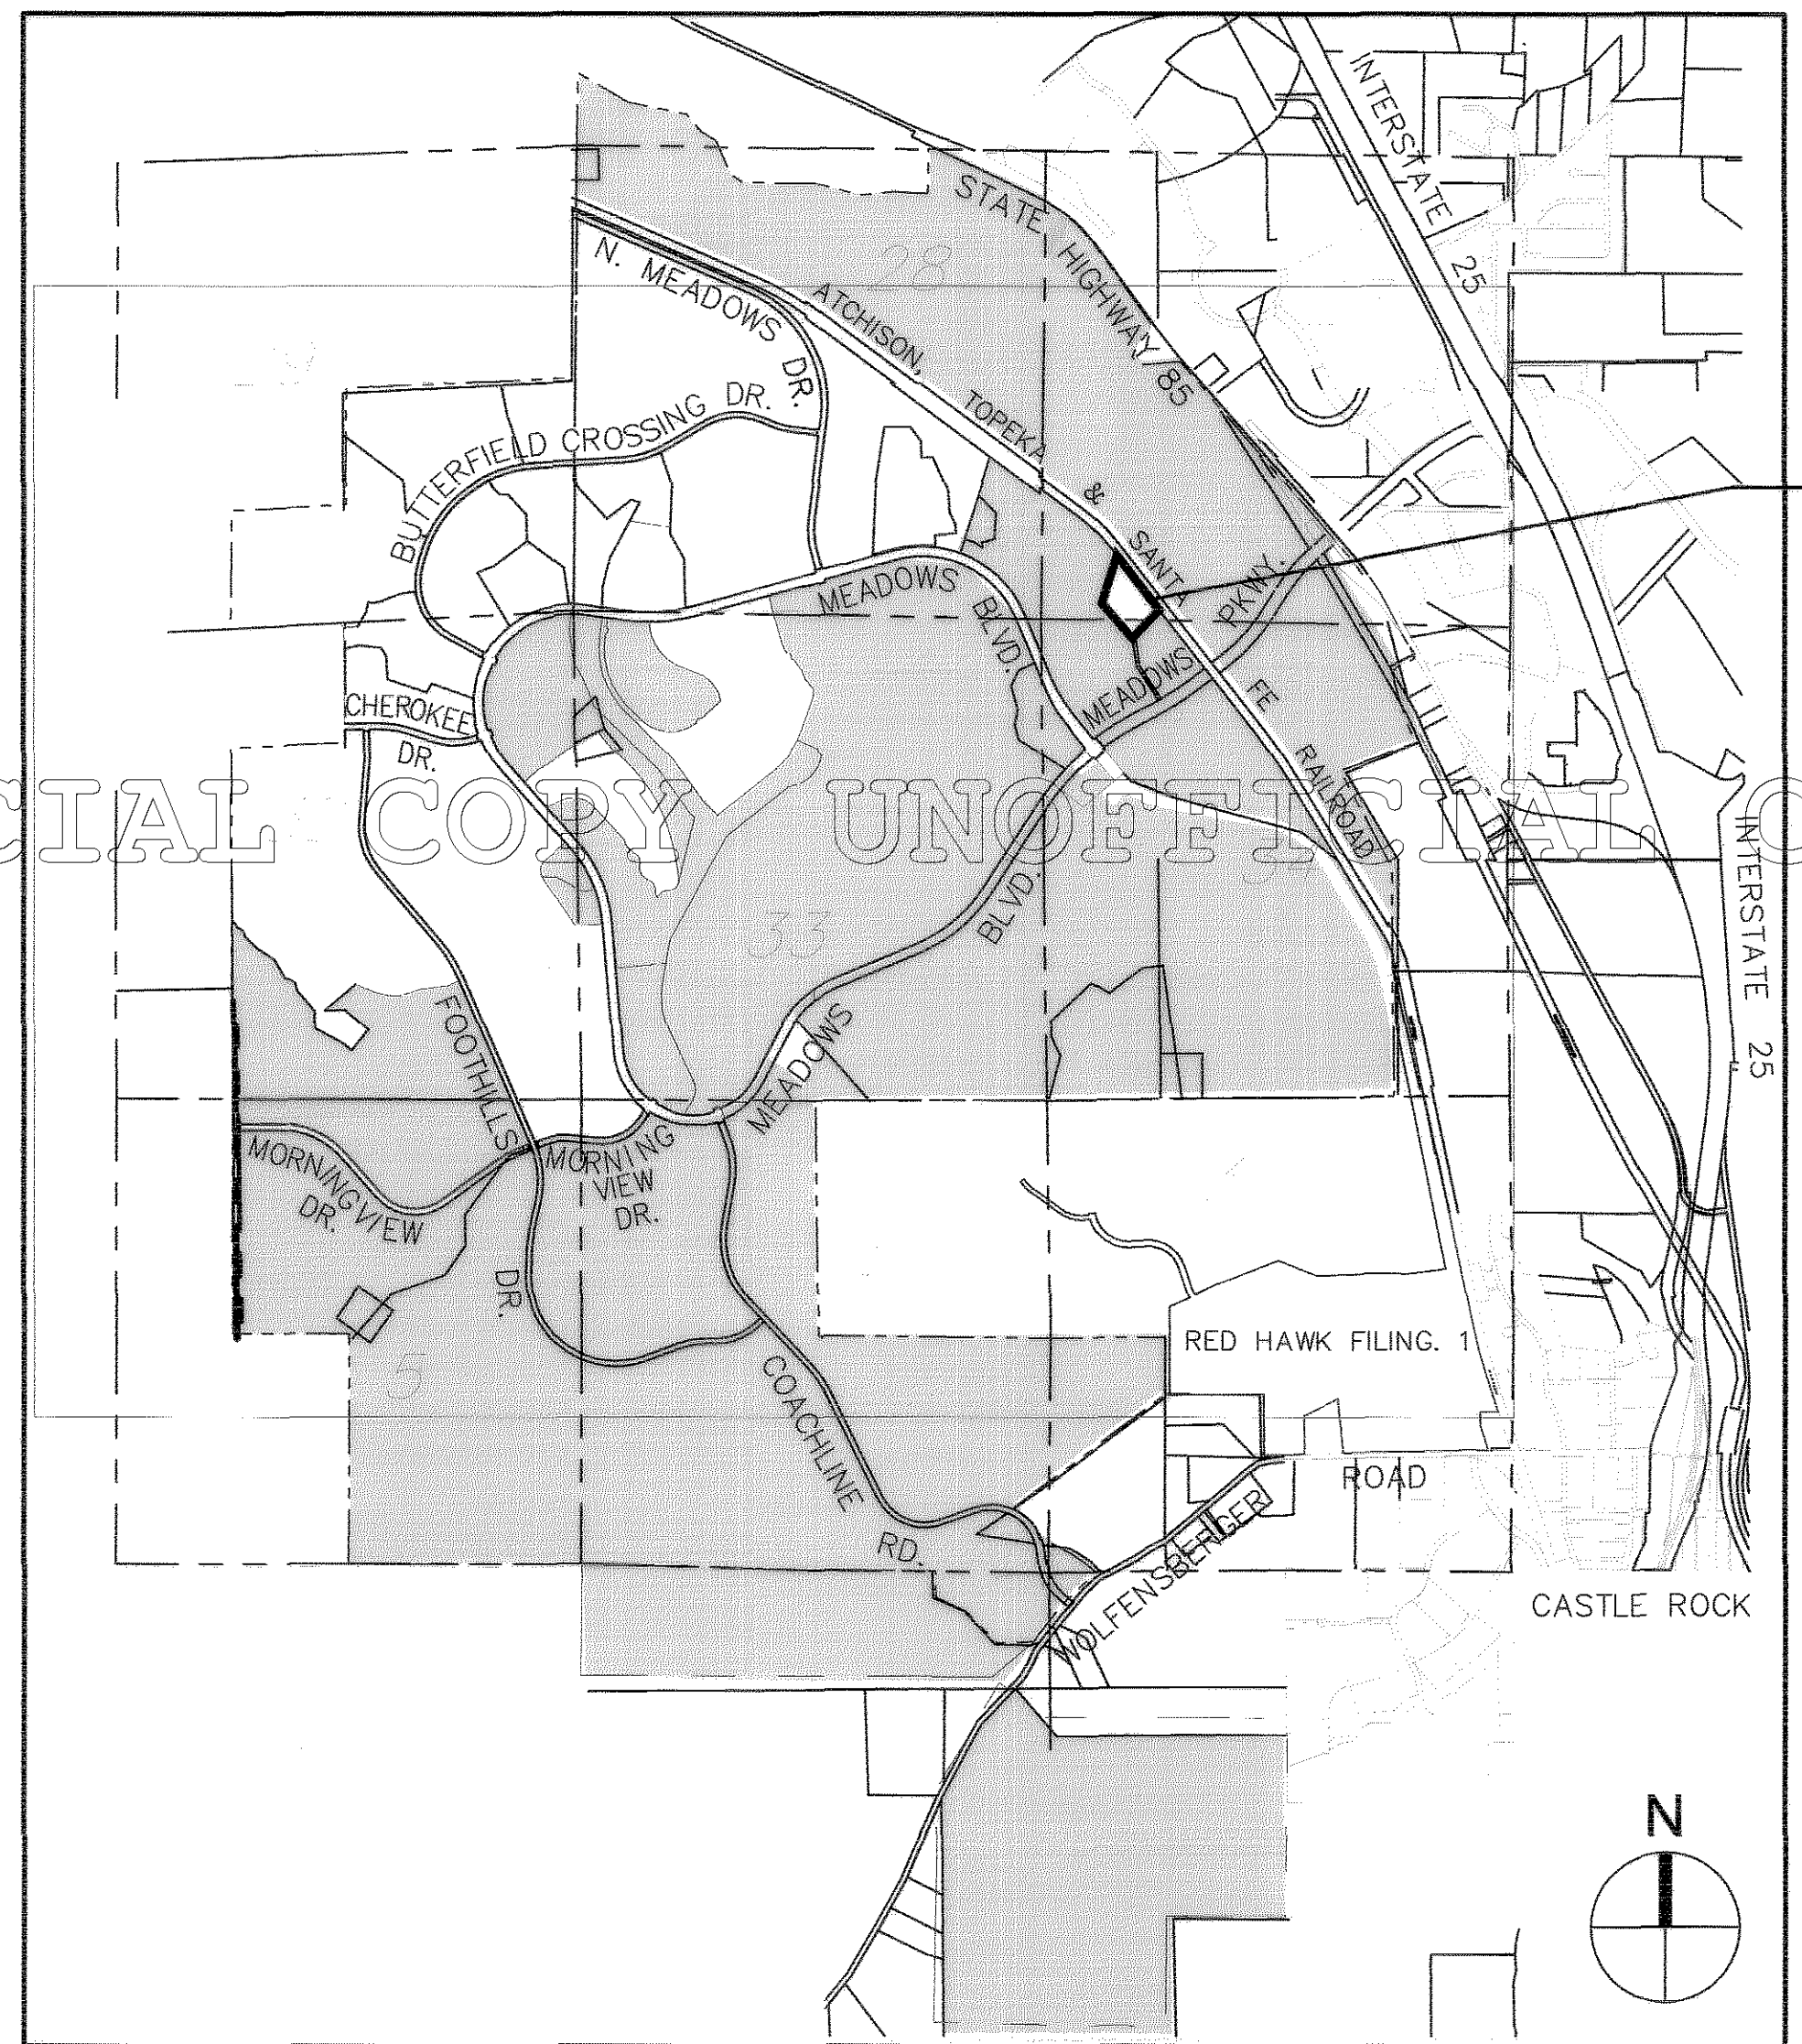 INTERSTATE 25
STATE HIGHWAY 85
28
N. MEADOWS DR.
ATCHISON, TOPEKA & SANTA FE RAILROAD
BUTTERFIELD CROSSING DR.
MEADOWS BLVD.
MEADOWS PKWY.
CHEROKEE
DR.
CIAL COPY UNOFFICIAL C
INTERSTATE 25
33
MEADOWS BLVD.
FOOTHILLS DR.
MORNINGVIEW
DR.
MORNING
VIEW
DR.
5
COACHLINE RD.
RED HAWK FILING. 1
WOLFENSBERGER ROAD
CASTLE ROCK
N